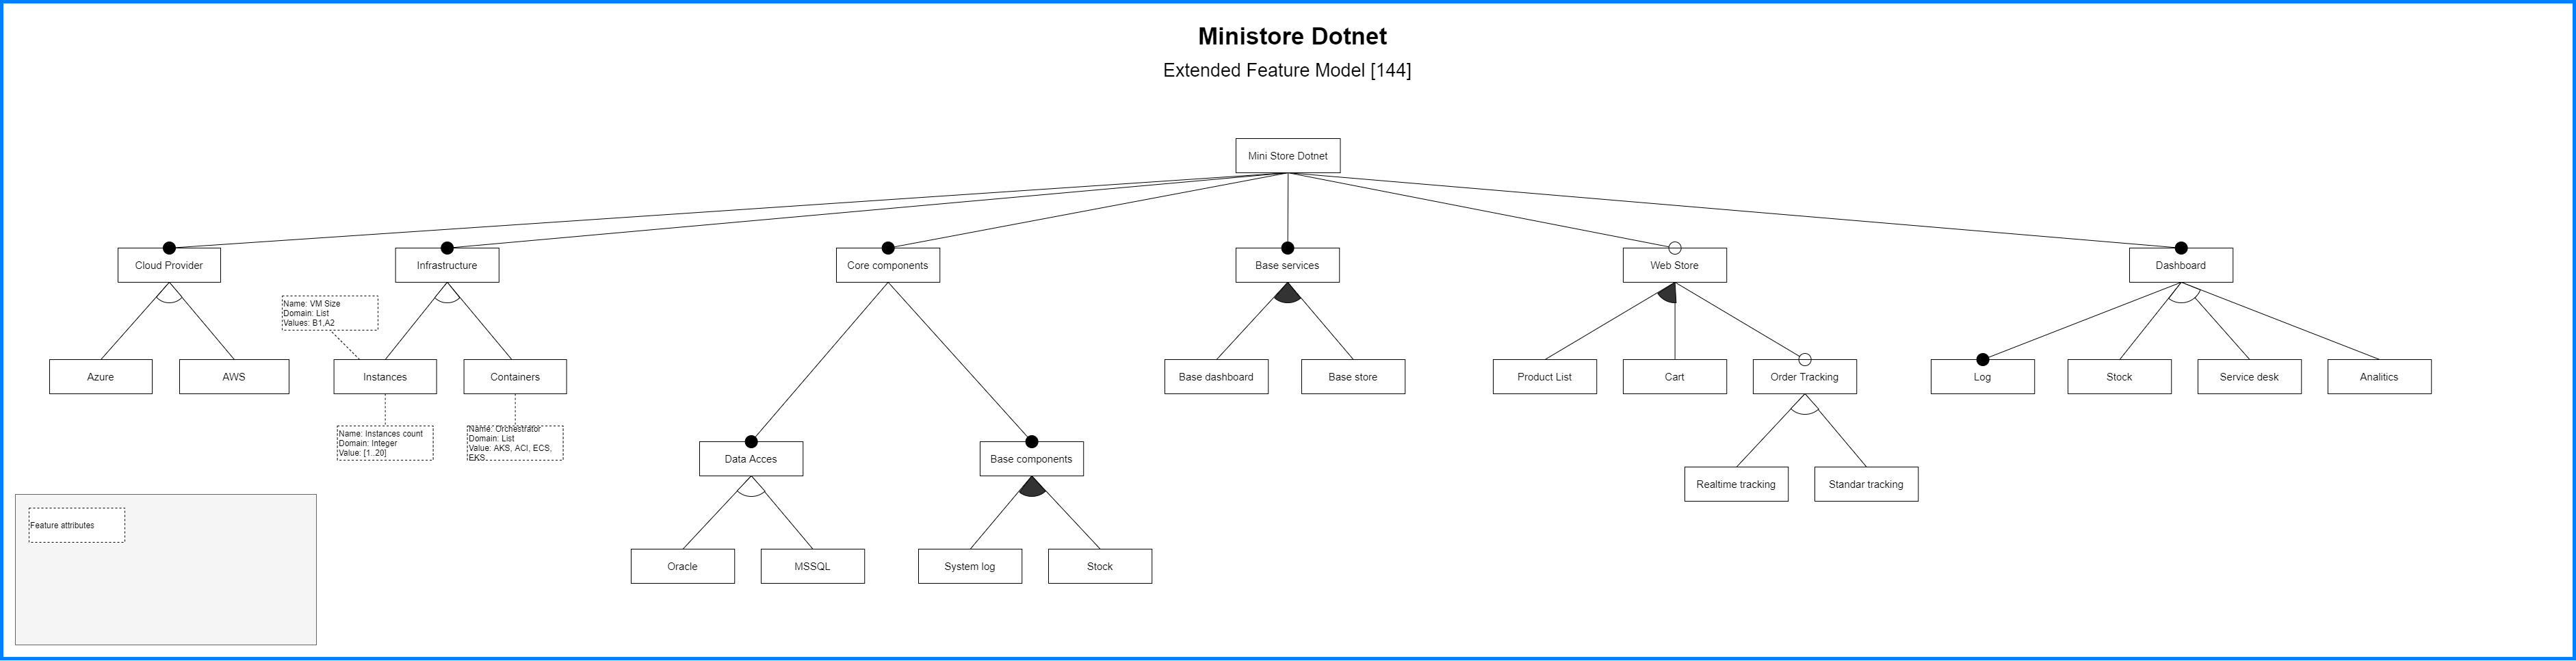 Ministore Dotnet
Extended Feature Model [144]
Mini Store Dotnet
Cloud Provider
Infrastructure
Core components
Base services
Web Store
Dashboard
Name: VM Size
Domain: List
Values: B1,A2
Azure
AWS
Instances
Containers
Base dashboard
Base store
Product List
Cart
Order Tracking
Log
Stock
Service desk
Analitics
Name: Instances count
Domain: Integer
Value: [1..20]
Name: Orchestrator
Domain: List
Value: AKS, ACI, ECS,
EKS
Data Acces
Base components
Realtime tracking
Standar tracking
Feature attributes
Oracle
MSSQL
System log
Stock